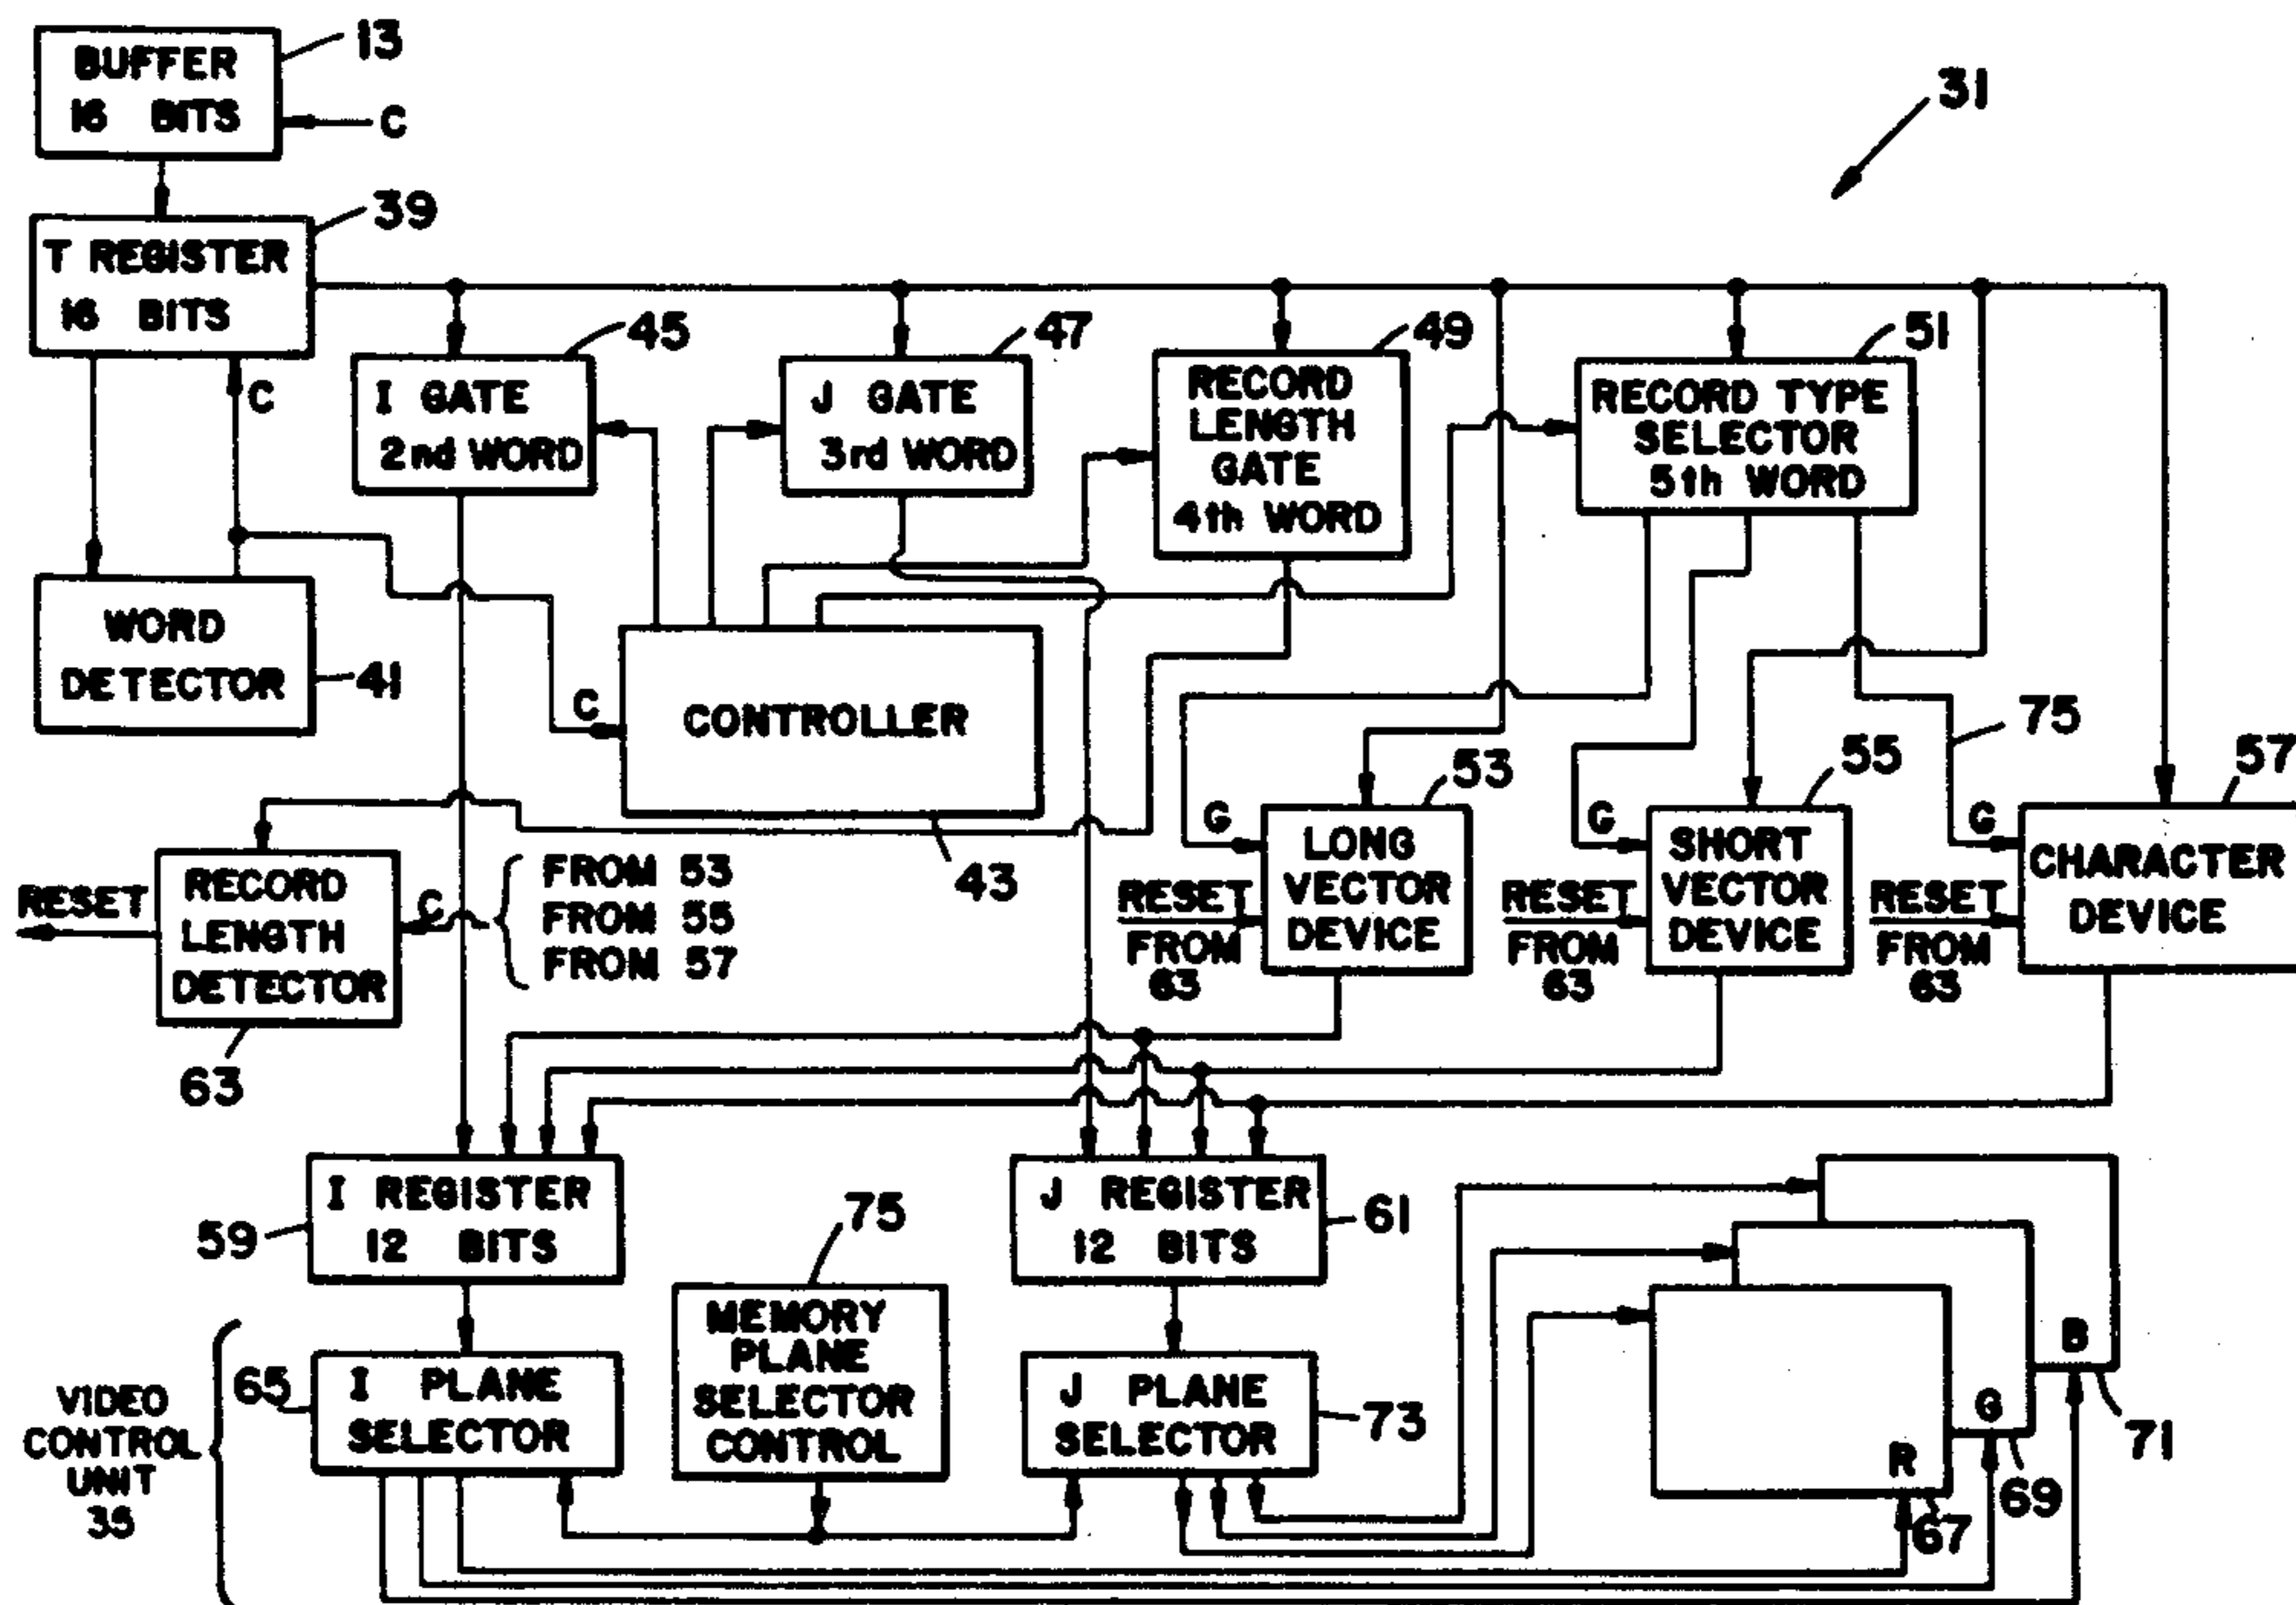 13
BUFFER
16 BITS
C
31
39
T REGISTER
16 BITS
C
45
I GATE
2nd WORD
47
J GATE
3rd WORD
49
RECORD
LENGTH
GATE
4th WORD
51
RECORD TYPE
SELECTOR
5th WORD
WORD
DETECTOR
41
C
CONTROLLER
43
75
53
55
57
G
LONG
VECTOR
DEVICE
RESET
FROM
63
G
SHORT
VECTOR
DEVICE
RESET
FROM
63
G
CHARACTER
DEVICE
RESET
FROM
63
RESET
RECORD
LENGTH
DETECTOR
63
C
FROM 53
FROM 55
FROM 57
59
I REGISTER
12 BITS
75
J REGISTER
12 BITS
61
VIDEO
CONTROL
UNIT
35
65
I PLANE
SELECTOR
MEMORY
PLANE
SELECTOR
CONTROL
J PLANE
SELECTOR
73
B
71
G
69
R
67